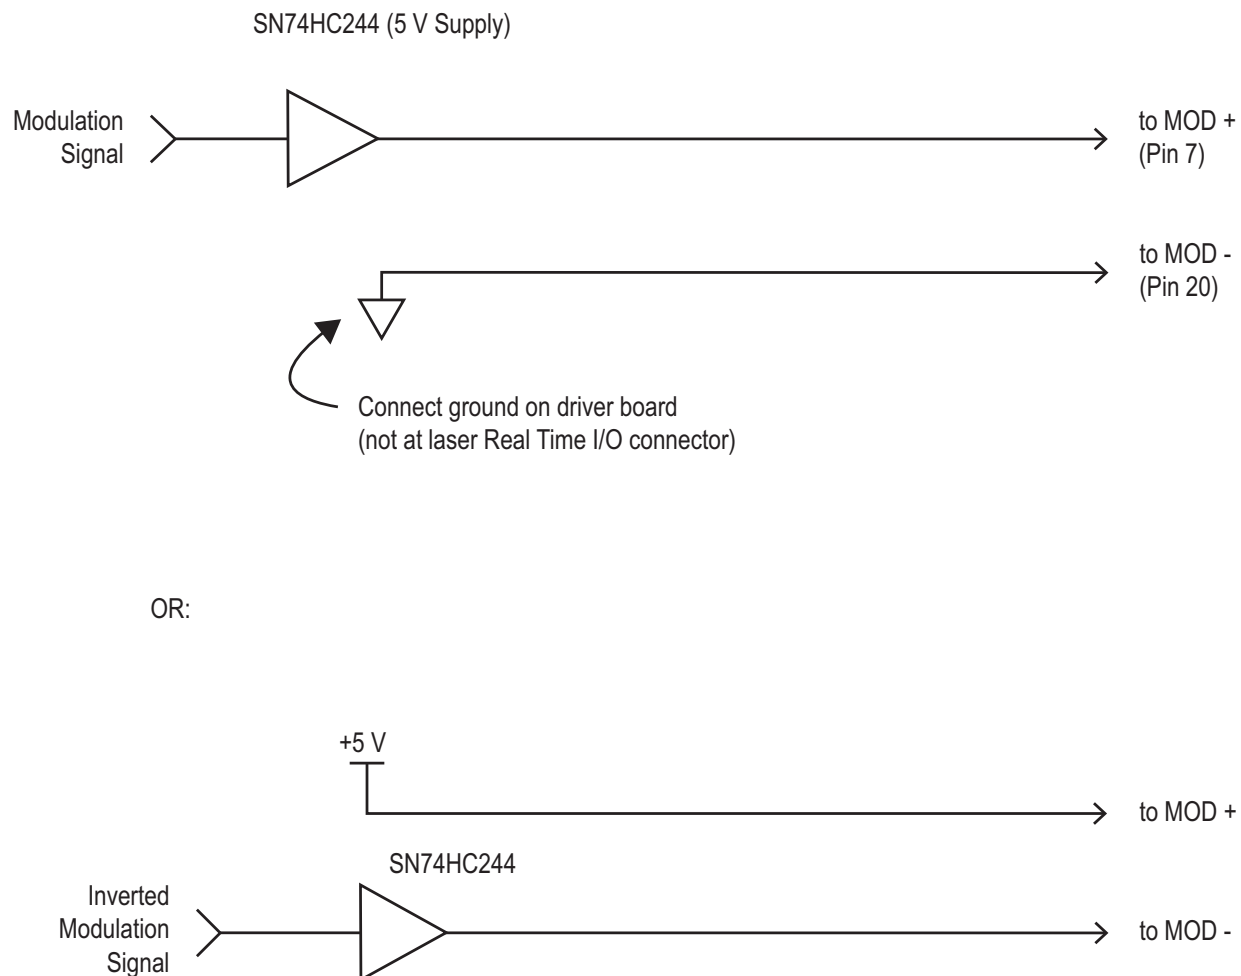 SN74HC244 (5 V Supply)
Modulation
Signal
to MOD +
(Pin 7)
to MOD -
(Pin 20)
Connect ground on driver board
(not at laser Real Time I/O connector)
OR:
+5 V
to MOD +
SN74HC244
Inverted
Modulation
Signal
to MOD -